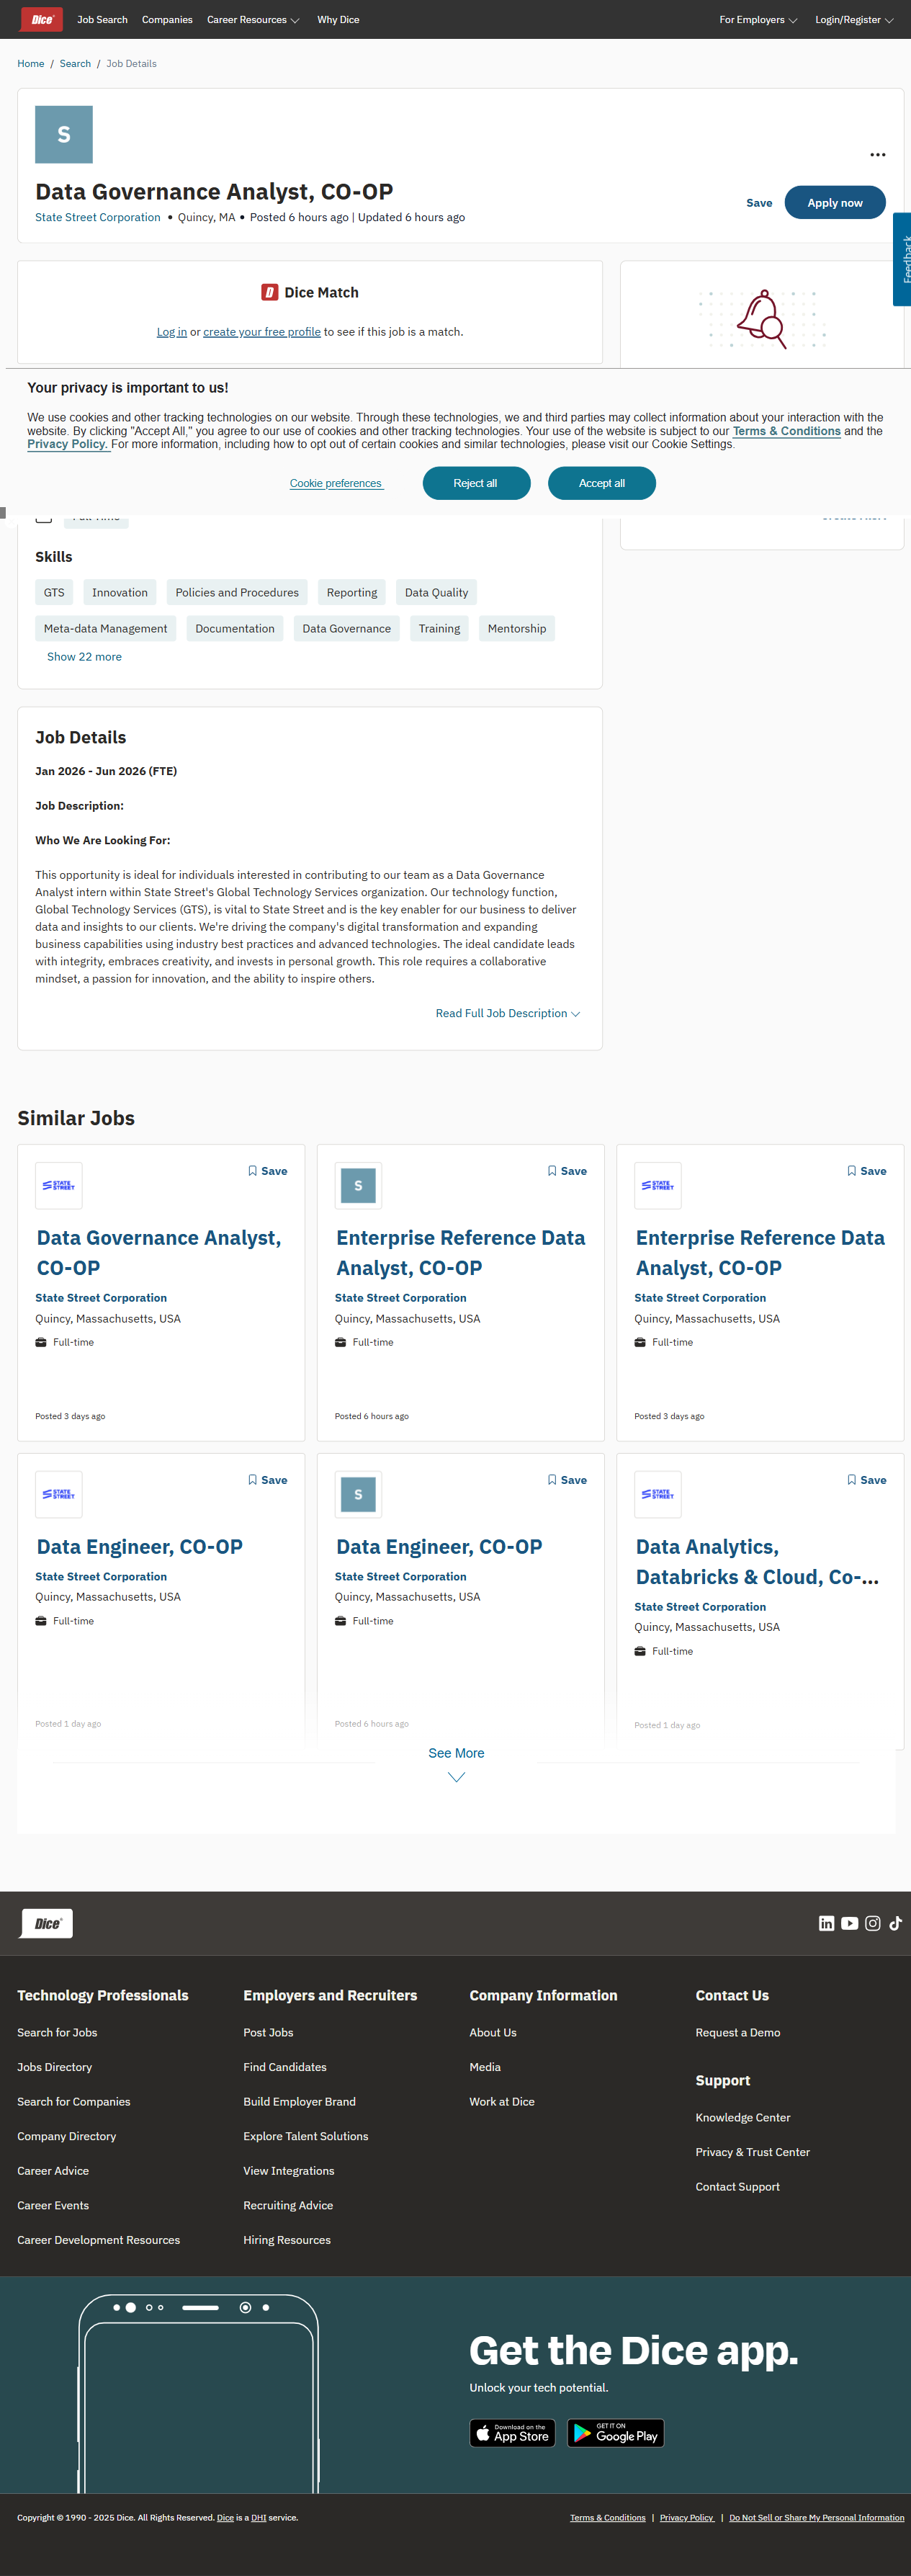 Dice
Job Search
Companies
Career Resources
Why Dice
For Employers
Login/Register
Home / Search / Job Details
S
Data Governance Analyst, CO-OP
State Street Corporation • Quincy, MA • Posted 6 hours ago | Updated 6 hours ago
Save
Apply now
Feedback
Dice Match
Log in or create your free profile to see if this job is a match.
Your privacy is important to us!
We use cookies and other tracking technologies on our website. Through these technologies, we and third parties may collect information about your interaction with the
website. By clicking "Accept All," you agree to our use of cookies and other tracking technologies. Your use of the website is subject to our Terms & Conditions and the
Privacy Policy. For more information, including how to opt out of certain cookies and similar technologies, please visit our Cookie Settings.
Cookie preferences
Reject all
Accept all
Skills
GTS
Innovation
Policies and Procedures
Reporting
Data Quality
Meta-data Management
Documentation
Data Governance
Training
Mentorship
Show 22 more
Job Details
Jan 2026 - Jun 2026 (FTE)
Job Description:
Who We Are Looking For:
This opportunity is ideal for individuals interested in contributing to our team as a Data Governance
Analyst intern within State Street's Global Technology Services organization. Our technology function,
Global Technology Services (GTS), is vital to State Street and is the key enabler for our business to deliver
data and insights to our clients. We're driving the company's digital transformation and expanding
business capabilities using industry best practices and advanced technologies. The ideal candidate leads
with integrity, embraces creativity, and invests in personal growth. This role requires a collaborative
mindset, a passion for innovation, and the ability to inspire others.
Read Full Job Description
Similar Jobs
STATE STREET
Save
Data Governance Analyst,
CO-OP
State Street Corporation
Quincy, Massachusetts, USA
Full-time
Posted 3 days ago
S
Save
Enterprise Reference Data
Analyst, CO-OP
State Street Corporation
Quincy, Massachusetts, USA
Full-time
Posted 6 hours ago
STATE STREET
Save
Enterprise Reference Data
Analyst, CO-OP
State Street Corporation
Quincy, Massachusetts, USA
Full-time
Posted 3 days ago
STATE STREET
Save
Data Engineer, CO-OP
State Street Corporation
Quincy, Massachusetts, USA
Full-time
Posted 1 day ago
S
Save
Data Engineer, CO-OP
State Street Corporation
Quincy, Massachusetts, USA
Full-time
Posted 6 hours ago
STATE STREET
Save
Data Analytics,
Databricks & Cloud, Co-...
State Street Corporation
Quincy, Massachusetts, USA
Full-time
Posted 1 day ago
See More
Dice
Technology Professionals
Search for Jobs
Jobs Directory
Search for Companies
Company Directory
Career Advice
Career Events
Career Development Resources
Employers and Recruiters
Post Jobs
Find Candidates
Build Employer Brand
Explore Talent Solutions
View Integrations
Recruiting Advice
Hiring Resources
Company Information
About Us
Media
Work at Dice
Contact Us
Request a Demo
Support
Knowledge Center
Privacy & Trust Center
Contact Support
Get the Dice app.
Unlock your tech potential.
Download on the
App Store
GET IT ON
Google Play
Copyright © 1990 - 2025 Dice. All Rights Reserved. Dice is a DHI service.
Terms & Conditions | Privacy Policy | Do Not Sell or Share My Personal Information